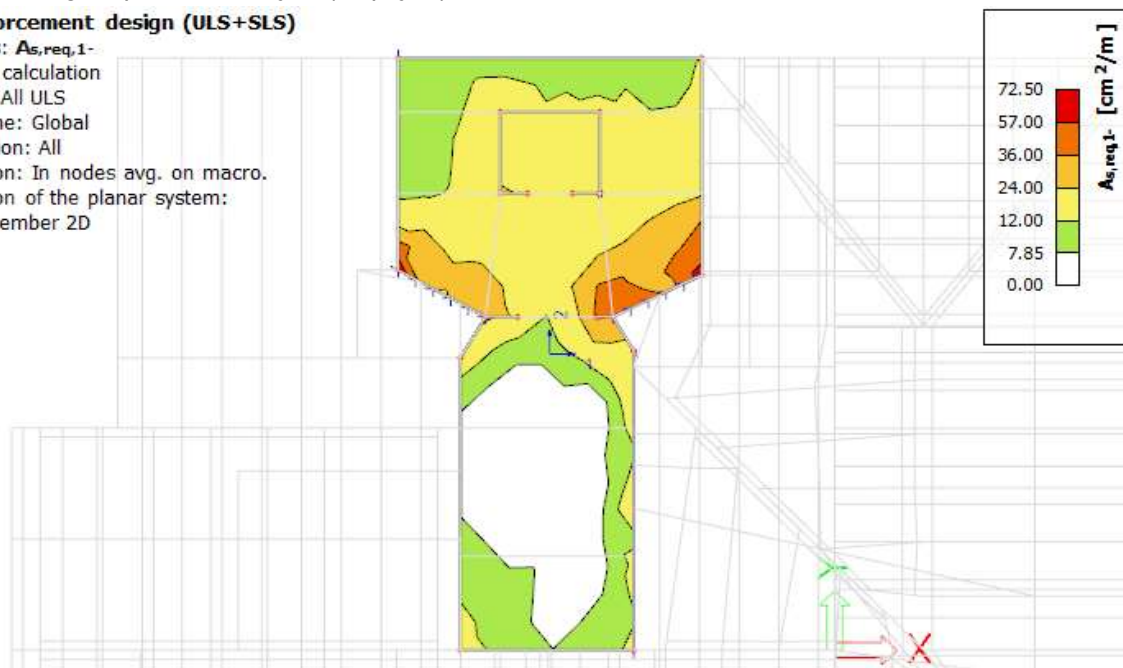 orcement design (ULS+SLS)
: As,req,1-
calculation
All ULS
ne: Global
on: All
on: In nodes avg. on macro.
on of the planar system:
ember 2D
As,req,1- [cm²/m]
72.50
57.00
36.00
24.00
12.00
7.85
0.00
2
1
Y
X